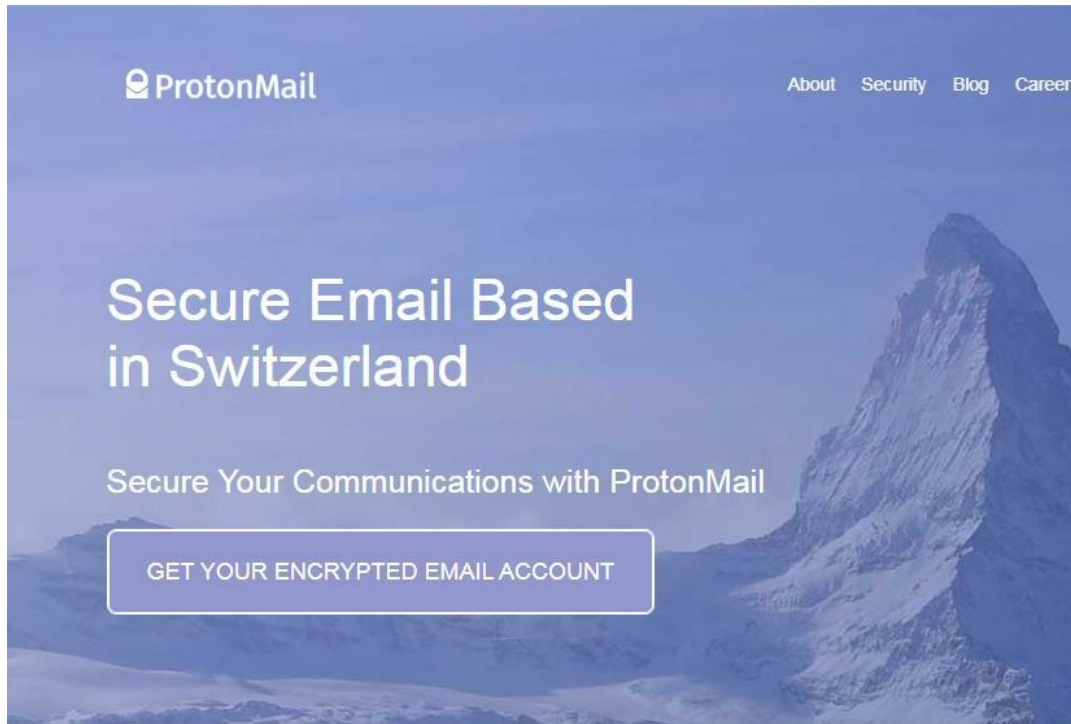 ProtonMail
About Security Blog Career
Secure Email Based
in Switzerland
Secure Your Communications with ProtonMail
GET YOUR ENCRYPTED EMAIL ACCOUNT